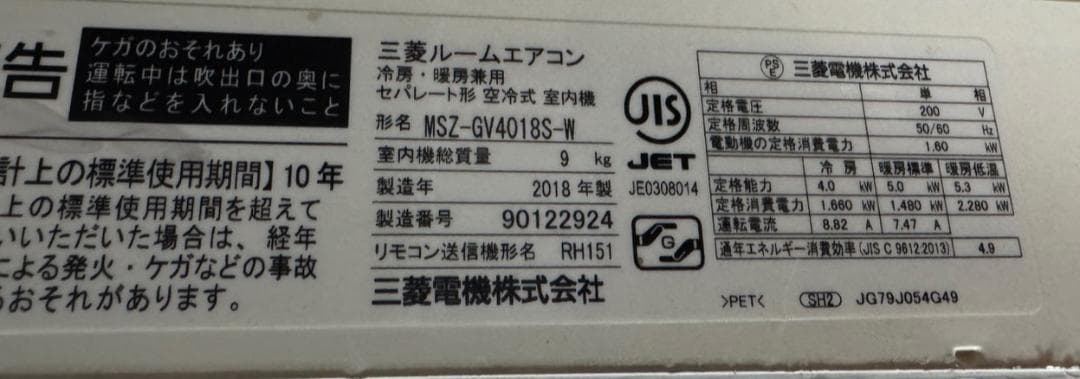 告
ケガのおそれあり
運転中は吹出口の奥に
指などを入れないこと
計上の標準使用期間】10年
上の標準使用期間を超えて
いいただいた場合は、経年
による発火・ケガなどの事故
るおそれがあります。
三菱ルームエアコン
冷房・暖房兼用
セパレート形 空冷式 室内機
形名 MSZ-GV4018S-W
室内機総質量 9 kg
製造年 2018 年製
製造番号 90122924
リモコン送信機形名 RH151
三菱電機株式会社
JIS
JET
JE0308014
G
PSE 三菱電機株式会社
相 単 相
定格電圧 200 V
定格周波数 50/60 Hz
電動機の定格消費電力 1.60 kW
冷房 暖房標準 暖房低温
定格能力 4.0 kW 5.0 kW 5.3 kW
定格消費電力 1.660 kW 1.480 kW 2.280 kW
運転電流 8.82 A 7.47 A
通年エネルギー消費効率(JIS C 9612:2013) 4.9
>PET< SH2 JG79J054G49